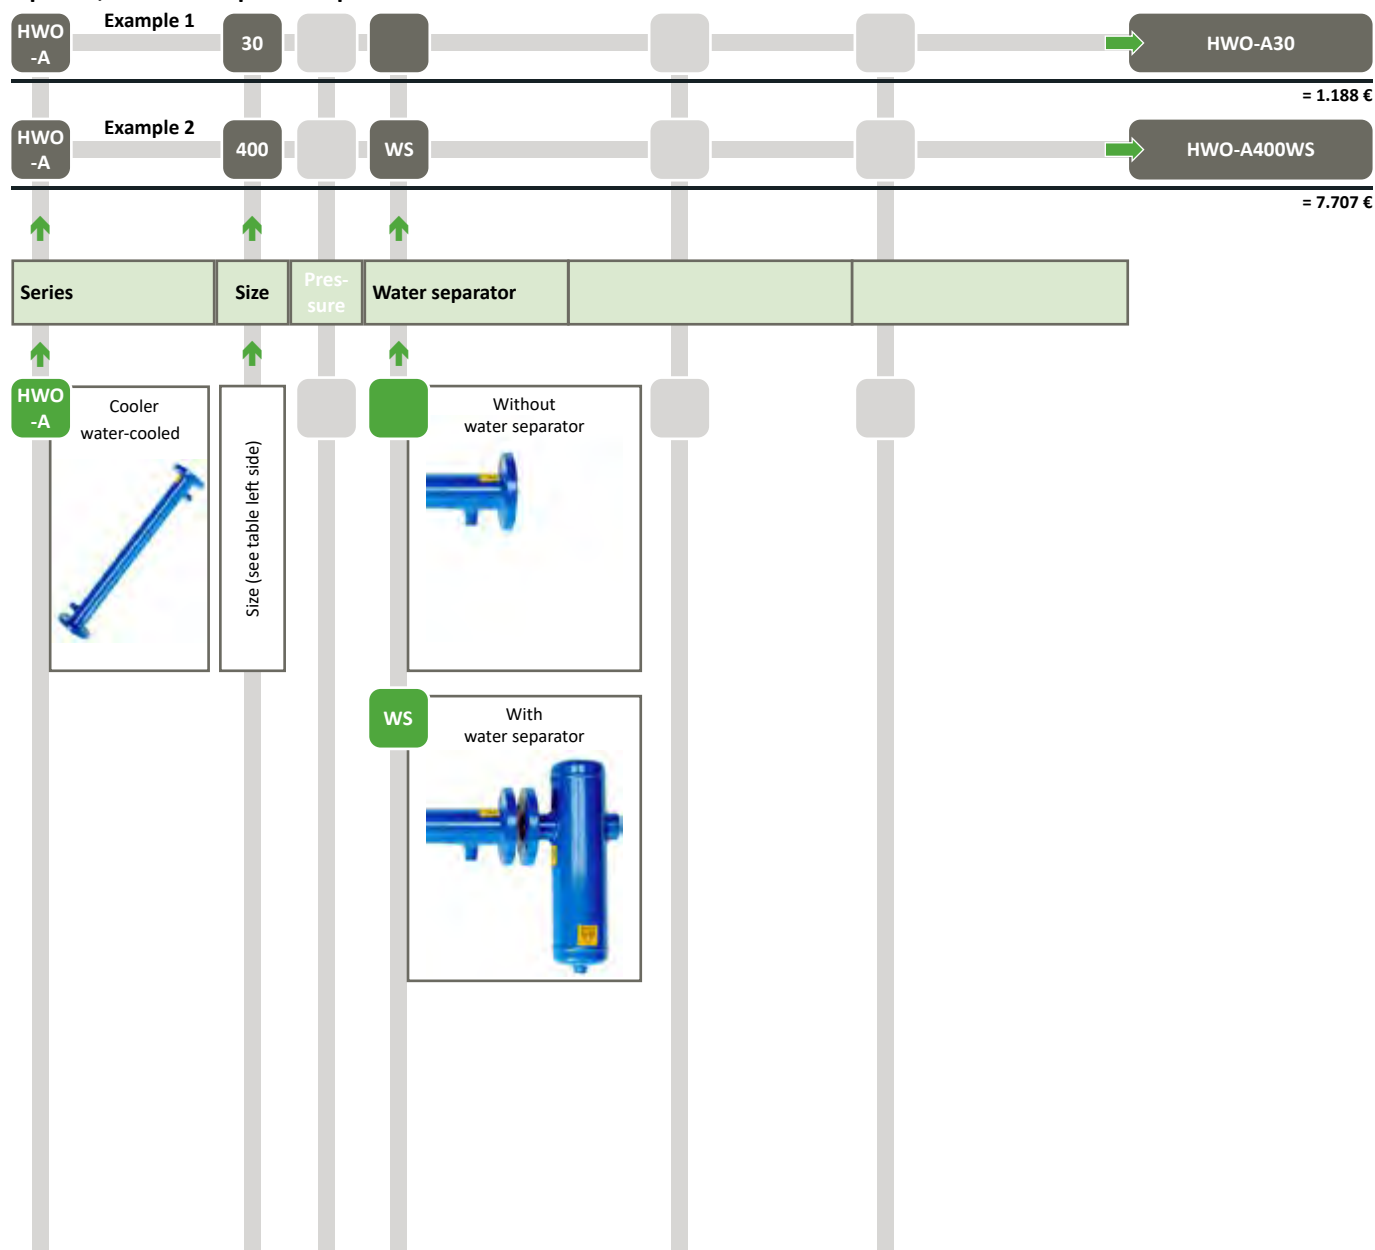 Example 1
HWO
-A
30
HWO-A30
= 1.188 €
Example 2
HWO
-A
400
WS
HWO-A400WS
= 7.707 €
Series
Size
Pres-
sure
Water separator
HWO
-A
Cooler
water-cooled
Size (see table left side)
Without
water separator
WS
With
water separator